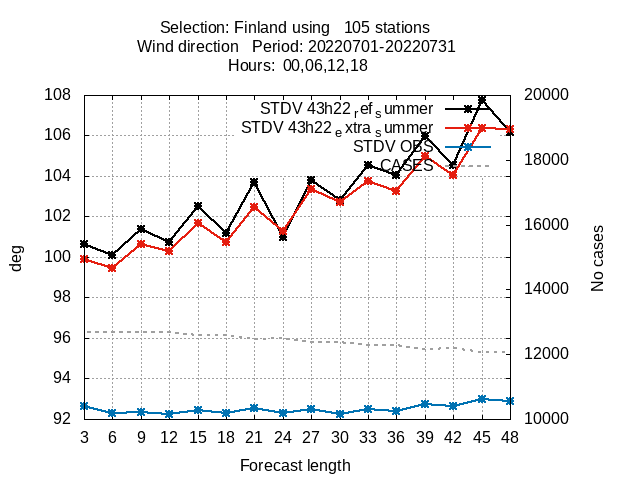 Selection: Finland using   105 stations
Wind direction   Period: 20220701-20220731
Hours: 00,06,12,18
STDV 43h22_ref_summer
STDV 43h22_extra_summer
STDV OBS
CASES
deg
108
106
104
102
100
98
96
94
92
20000
18000
16000
14000
12000
10000
No cases
3 6 9 12 15 18 21 24 27 30 33 36 39 42 45 48
Forecast length